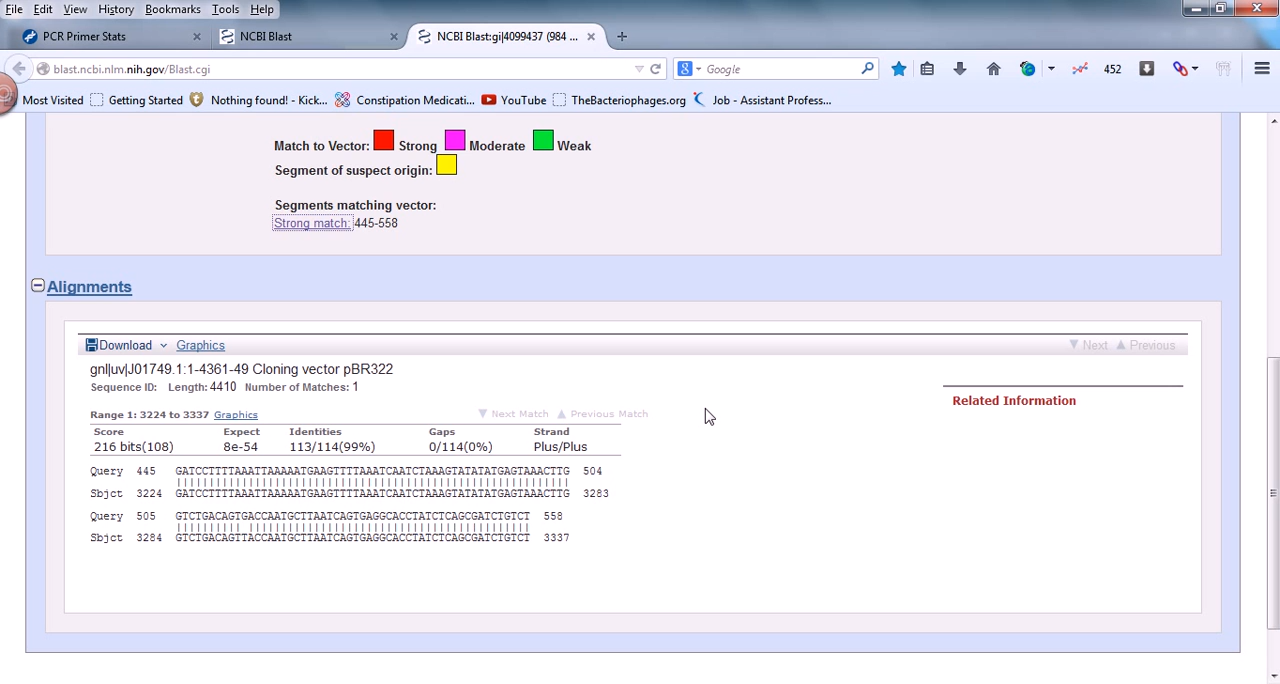 File Edit View History Bookmarks Tools Help
PCR Primer Stats × NCBI Blast × NCBI Blast:gi|4099437 (984 ... × +
blast.ncbi.nlm.nih.gov/Blast.cgi Google 452
Most Visited Getting Started Nothing found! - Kick... Constipation Medicati... YouTube TheBacteriophages.org Job - Assistant Profess...
Match to Vector: Strong Moderate Weak
Segment of suspect origin:
Segments matching vector:
Strong match: 445-558
Alignments
Download Graphics Next Previous
gnl|uv|J01749.1:1-4361-49 Cloning vector pBR322
Sequence ID: Length: 4410 Number of Matches: 1
Related Information
Range 1: 3224 to 3337 Graphics Next Match Previous Match
Score Expect Identities Gaps Strand
216 bits(108) 8e-54 113/114(99%) 0/114(0%) Plus/Plus
Query 445 GATCCTTTTAAATTAAAAATGAAGTTTTAAATCAATCTAAAGTATATATGAGTAAACTTG 504
Sbjct 3224 GATCCTTTTAAATTAAAAATGAAGTTTTAAATCAATCTAAAGTATATATGAGTAAACTTG 3283
Query 505 GTCTGACAGTGACCAATGCTTAATCAGTGAGGCACCTATCTCAGCGATCTGTCT 558
Sbjct 3284 GTCTGACAGTTACCAATGCTTAATCAGTGAGGCACCTATCTCAGCGATCTGTCT 3337